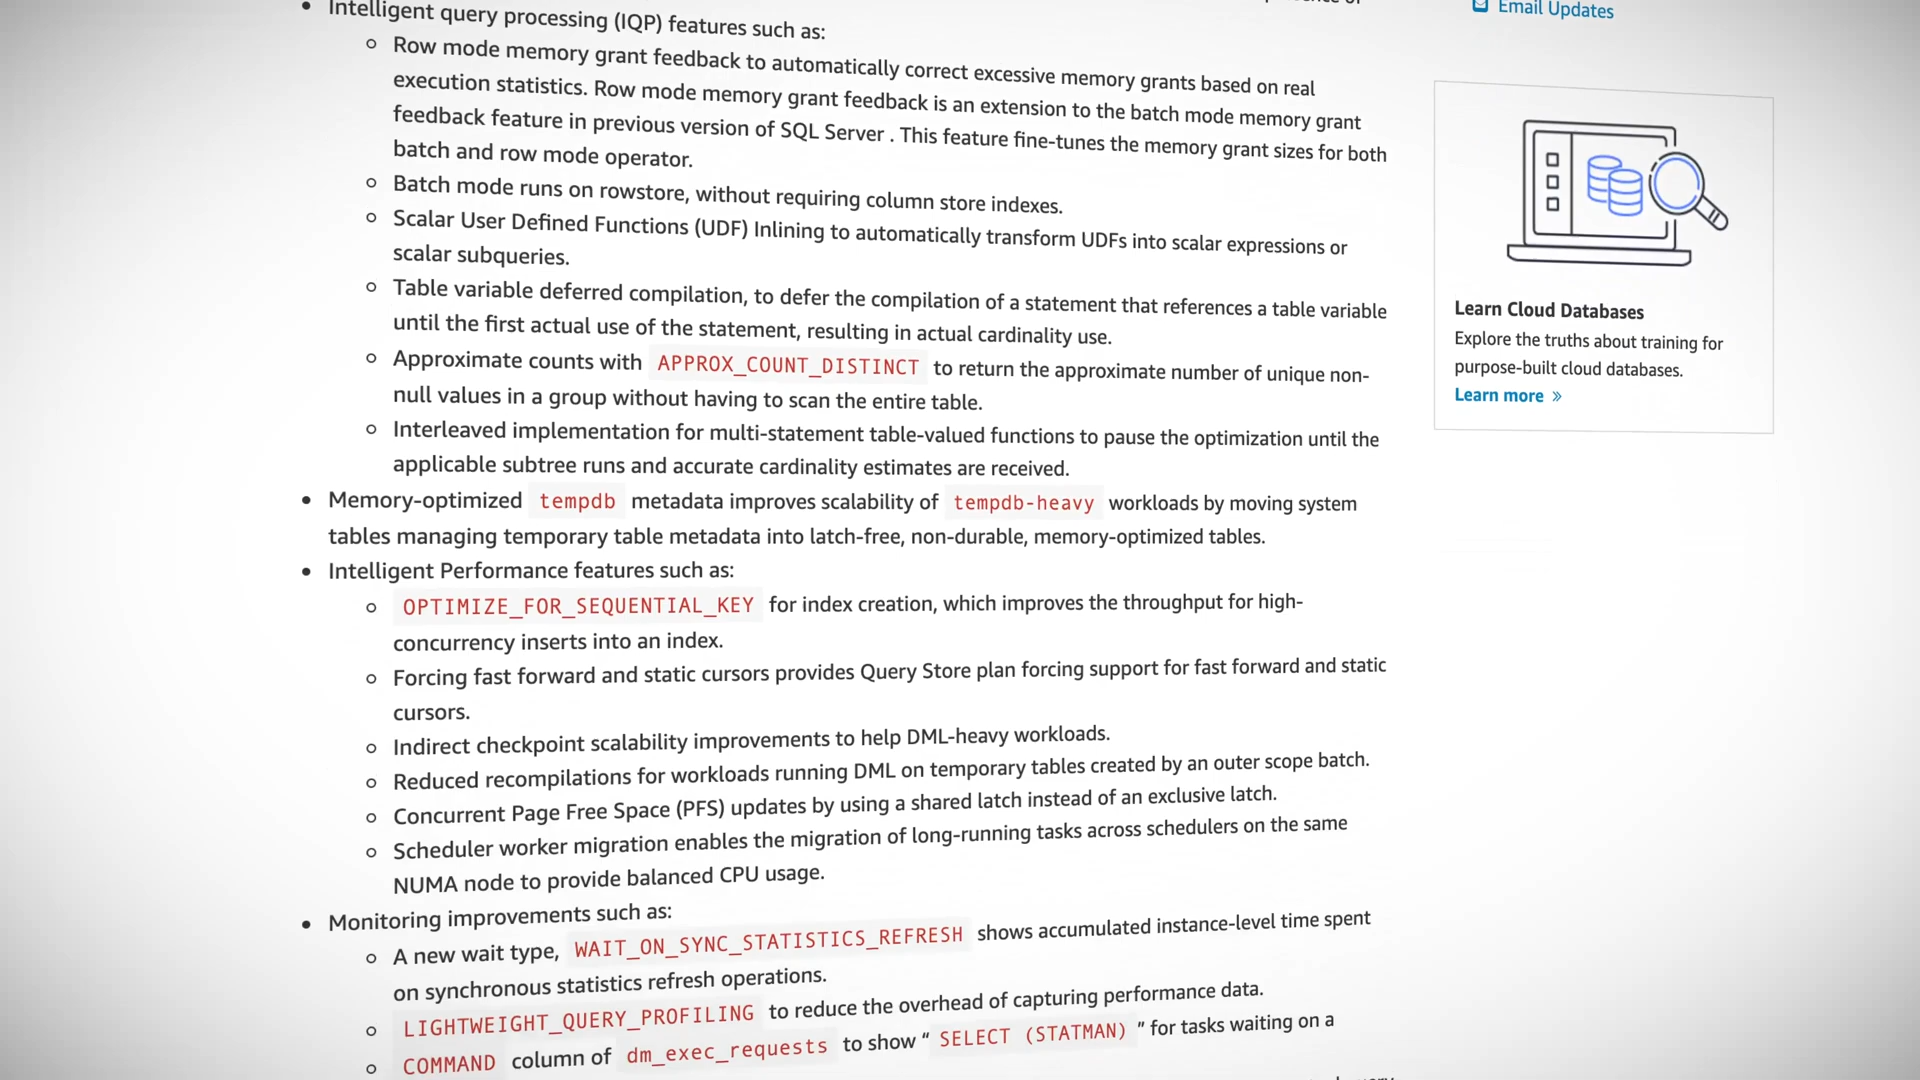 Email Updates
Intelligent query processing (IQP) features such as:
Row mode memory grant feedback to automatically correct excessive memory grants based on real
execution statistics. Row mode memory grant feedback is an extension to the batch mode memory grant
feedback feature in previous version of SQL Server . This feature fine-tunes the memory grant sizes for both
batch and row mode operator.
Batch mode runs on rowstore, without requiring column store indexes.
Scalar User Defined Functions (UDF) Inlining to automatically transform UDFs into scalar expressions or
scalar subqueries.
Table variable deferred compilation, to defer the compilation of a statement that references a table variable
until the first actual use of the statement, resulting in actual cardinality use.
Approximate counts with APPROX_COUNT_DISTINCT to return the approximate number of unique non-
null values in a group without having to scan the entire table.
Interleaved implementation for multi-statement table-valued functions to pause the optimization until the
applicable subtree runs and accurate cardinality estimates are received.
Memory-optimized tempdb metadata improves scalability of tempdb-heavy workloads by moving system
tables managing temporary table metadata into latch-free, non-durable, memory-optimized tables.
Intelligent Performance features such as:
OPTIMIZE_FOR_SEQUENTIAL_KEY for index creation, which improves the throughput for high-
concurrency inserts into an index.
Forcing fast forward and static cursors provides Query Store plan forcing support for fast forward and static
cursors.
Indirect checkpoint scalability improvements to help DML-heavy workloads.
Reduced recompilations for workloads running DML on temporary tables created by an outer scope batch.
Concurrent Page Free Space (PFS) updates by using a shared latch instead of an exclusive latch.
Scheduler worker migration enables the migration of long-running tasks across schedulers on the same
NUMA node to provide balanced CPU usage.
Monitoring improvements such as:
A new wait type, WAIT_ON_SYNC_STATISTICS_REFRESH shows accumulated instance-level time spent
on synchronous statistics refresh operations.
LIGHTWEIGHT_QUERY_PROFILING to reduce the overhead of capturing performance data.
COMMAND column of dm_exec_requests to show “ SELECT (STATMAN) ” for tasks waiting on a
Learn Cloud Databases
Explore the truths about training for
purpose-built cloud databases.
Learn more »